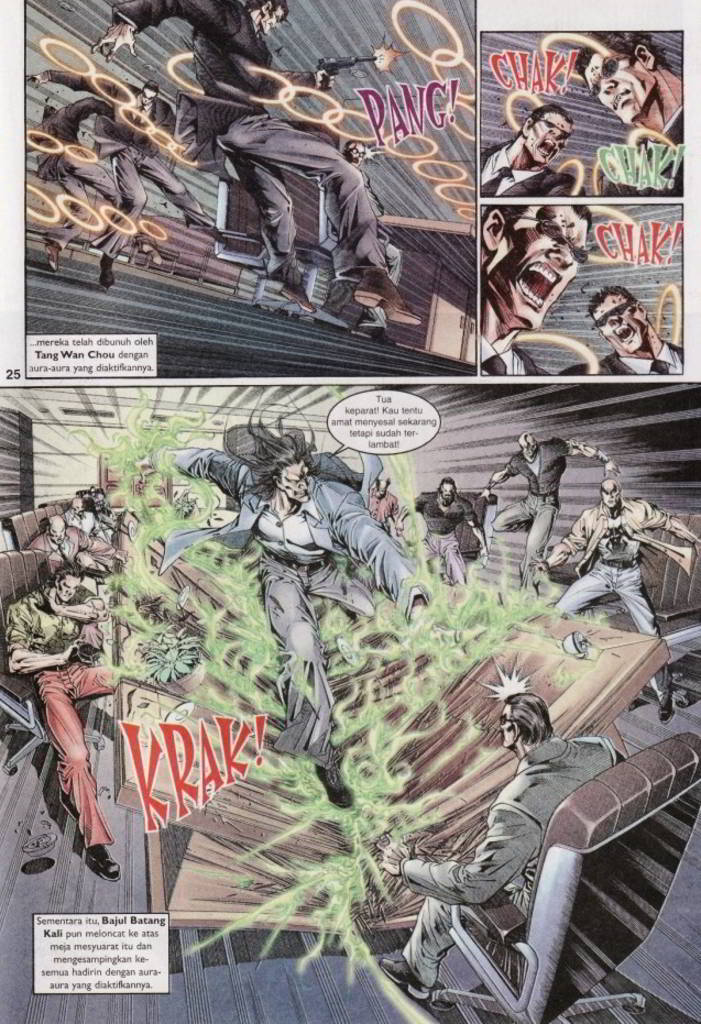 PANG!
CHAK!
CHAK!
CHAK!
...mereka telah dibunuh oleh
Tang Wan Chou dengan
aura-aura yang diaktifkannya.
25
Tua
keparat! Kau tentu
amat menyesal sekarang
tetapi sudah ter-
lambat!
KRAK!
Sementara itu, Bajul Batang
Kali pun meloncat ke atas
meja mesyuarat itu dan
mengesampingkan ke-
semua hadirin dengan aura-
aura yang diaktifkannya.